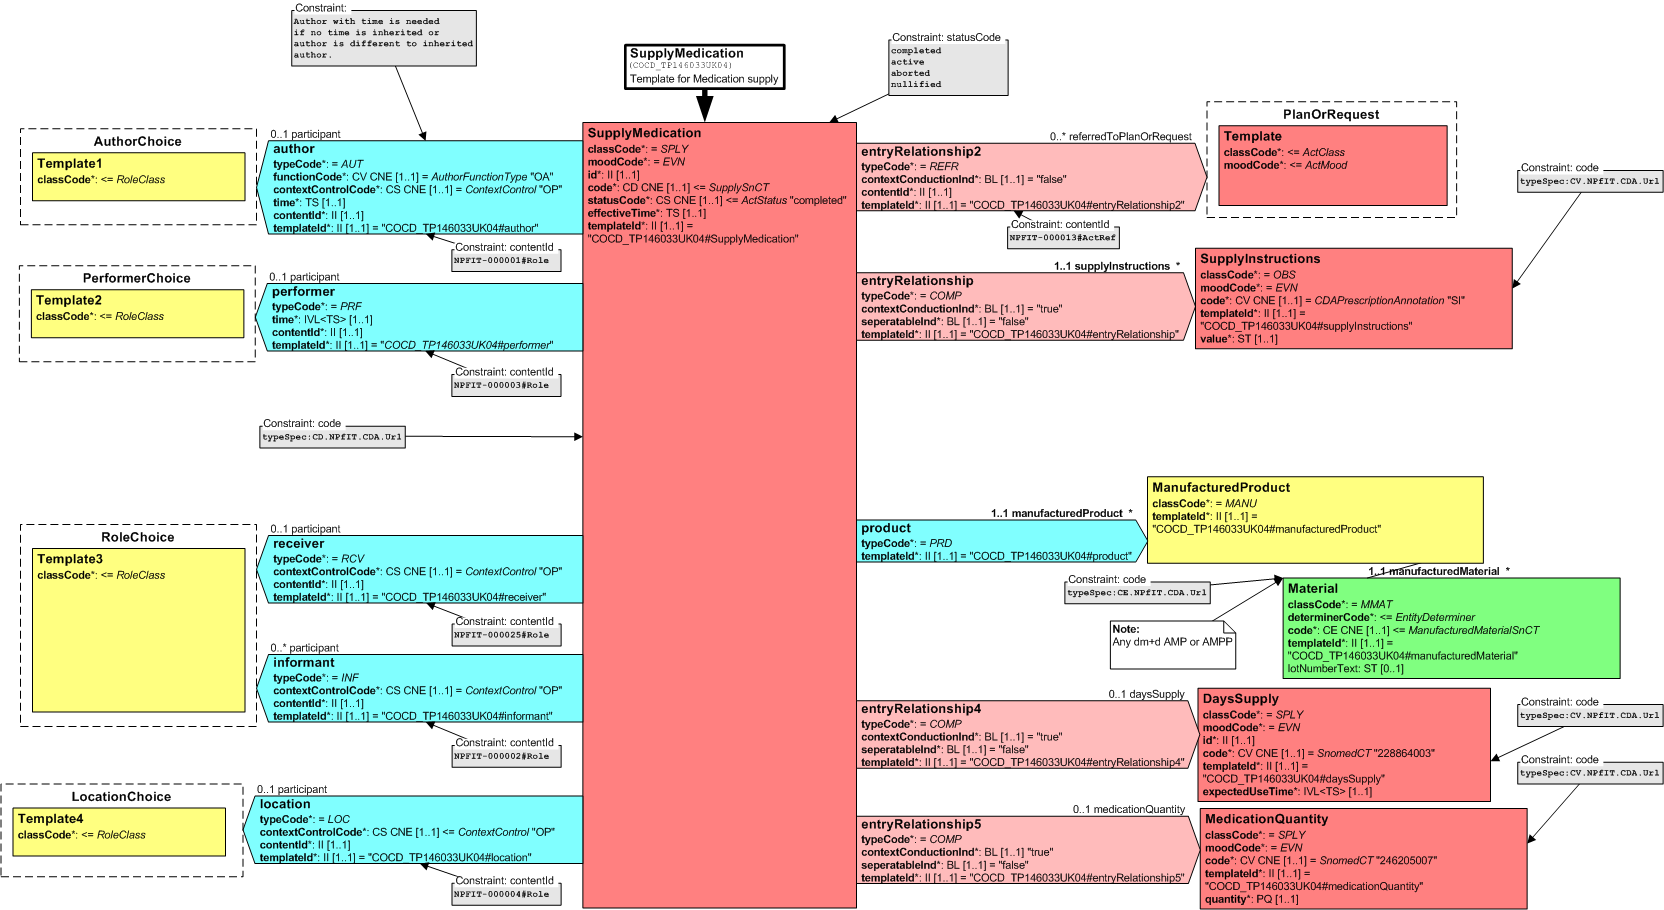 Constraint:
Author with time is needed
if no time is inherited or
author is different to inherited
author.
SupplyMedication
(COCD_TP146033UK04)
Template for Medication supply
Constraint: statusCode
completed
active
aborted
nullified
AuthorChoice
Template1
classCode*: <= RoleClass
0..1 participant
author
typeCode*: = AUT
functionCode*: CV CNE [1..1] = AuthorFunctionType "OA"
contextControlCode*: CS CNE [1..1] = ContextControl "OP"
time*: TS [1..1]
contentId*: II [1..1]
templateId*: II [1..1] = "COCD_TP146033UK04#author"
Constraint: contentId
NPFIT-000001#Role
SupplyMedication
classCode*: = SPLY
moodCode*: = EVN
id*: II [1..1]
code*: CD CNE [1..1] <= SupplySnCT
statusCode*: CS CNE [1..1] <= ActStatus "completed"
effectiveTime*: TS [1..1]
templateId*: II [1..1] =
"COCD_TP146033UK04#SupplyMedication"
0..* referredToPlanOrRequest
entryRelationship2
typeCode*: = REFR
contextConductionInd*: BL [1..1] = "false"
contentId*: II [1..1]
templateId*: II [1..1] = "COCD_TP146033UK04#entryRelationship2"
Constraint: contentId
NPFIT-000013#ActRef
PlanOrRequest
Template
classCode*: <= ActClass
moodCode*: <= ActMood
Constraint: code
typeSpec:CV.NPfIT.CDA.Url
PerformerChoice
Template2
classCode*: <= RoleClass
0..1 participant
performer
typeCode*: = PRF
time*: IVL<TS> [1..1]
contentId*: II [1..1]
templateId*: II [1..1] = "COCD_TP146033UK04#performer"
Constraint: contentId
NPFIT-000003#Role
1..1 supplyInstructions *
entryRelationship
typeCode*: = COMP
contextConductionInd*: BL [1..1] = "true"
seperatableInd*: BL [1..1] = "false"
templateId*: II [1..1] = "COCD_TP146033UK04#entryRelationship"
SupplyInstructions
classCode*: = OBS
moodCode*: = EVN
code*: CV CNE [1..1] = CDAPrescriptionAnnotation "SI"
templateId*: II [1..1] =
"COCD_TP146033UK04#supplyInstructions"
value*: ST [1..1]
Constraint: code
typeSpec:CD.NPfIT.CDA.Url
RoleChoice
Template3
classCode*: <= RoleClass
0..1 participant
receiver
typeCode*: = RCV
contextControlCode*: CS CNE [1..1] = ContextControl "OP"
contentId*: II [1..1]
templateId*: II [1..1] = "COCD_TP146033UK04#receiver"
Constraint: contentId
NPFIT-000025#Role
0..* participant
informant
typeCode*: = INF
contextControlCode*: CS CNE [1..1] = ContextControl "OP"
contentId*: II [1..1]
templateId*: II [1..1] = "COCD_TP146033UK04#informant"
Constraint: contentId
NPFIT-000002#Role
1..1 manufacturedProduct *
product
typeCode*: = PRD
templateId*: II [1..1] = "COCD_TP146033UK04#product"
ManufacturedProduct
classCode*: = MANU
templateId*: II [1..1] =
"COCD_TP146033UK04#manufacturedProduct"
1..1 manufacturedMaterial *
Constraint: code
typeSpec:CE.NPfIT.CDA.Url
Note:
Any dm+d AMP or AMPP
Material
classCode*: = MMAT
determinerCode*: <= EntityDeterminer
code*: CE CNE [1..1] <= ManufacturedMaterialSnCT
templateId*: II [1..1] =
"COCD_TP146033UK04#manufacturedMaterial"
lotNumberText: ST [0..1]
0..1 daysSupply
entryRelationship4
typeCode*: = COMP
contextConductionInd*: BL [1..1] = "true"
seperatableInd*: BL [1..1] = "false"
templateId*: II [1..1] = "COCD_TP146033UK04#entryRelationship4"
DaysSupply
classCode*: = SPLY
moodCode*: = EVN
id*: II [1..1]
code*: CV CNE [1..1] = SnomedCT "228864003"
templateId*: II [1..1] =
"COCD_TP146033UK04#daysSupply"
expectedUseTime*: IVL<TS> [1..1]
Constraint: code
typeSpec:CV.NPfIT.CDA.Url
Constraint: code
typeSpec:CV.NPfIT.CDA.Url
LocationChoice
Template4
classCode*: <= RoleClass
0..1 participant
location
typeCode*: = LOC
contextControlCode*: CS CNE [1..1] <= ContextControl "OP"
contentId*: II [1..1]
templateId*: II [1..1] = "COCD_TP146033UK04#location"
Constraint: contentId
NPFIT-000004#Role
0..1 medicationQuantity
entryRelationship5
typeCode*: = COMP
contextConductionInd*: BL [1..1] "true"
seperatableInd*: BL [1..1] = "false"
templateId*: II [1..1] = "COCD_TP146033UK04#entryRelationship5"
MedicationQuantity
classCode*: = SPLY
moodCode*: = EVN
code*: CV CNE [1..1] = SnomedCT "246205007"
templateId*: II [1..1] =
"COCD_TP146033UK04#medicationQuantity"
quantity*: PQ [1..1]